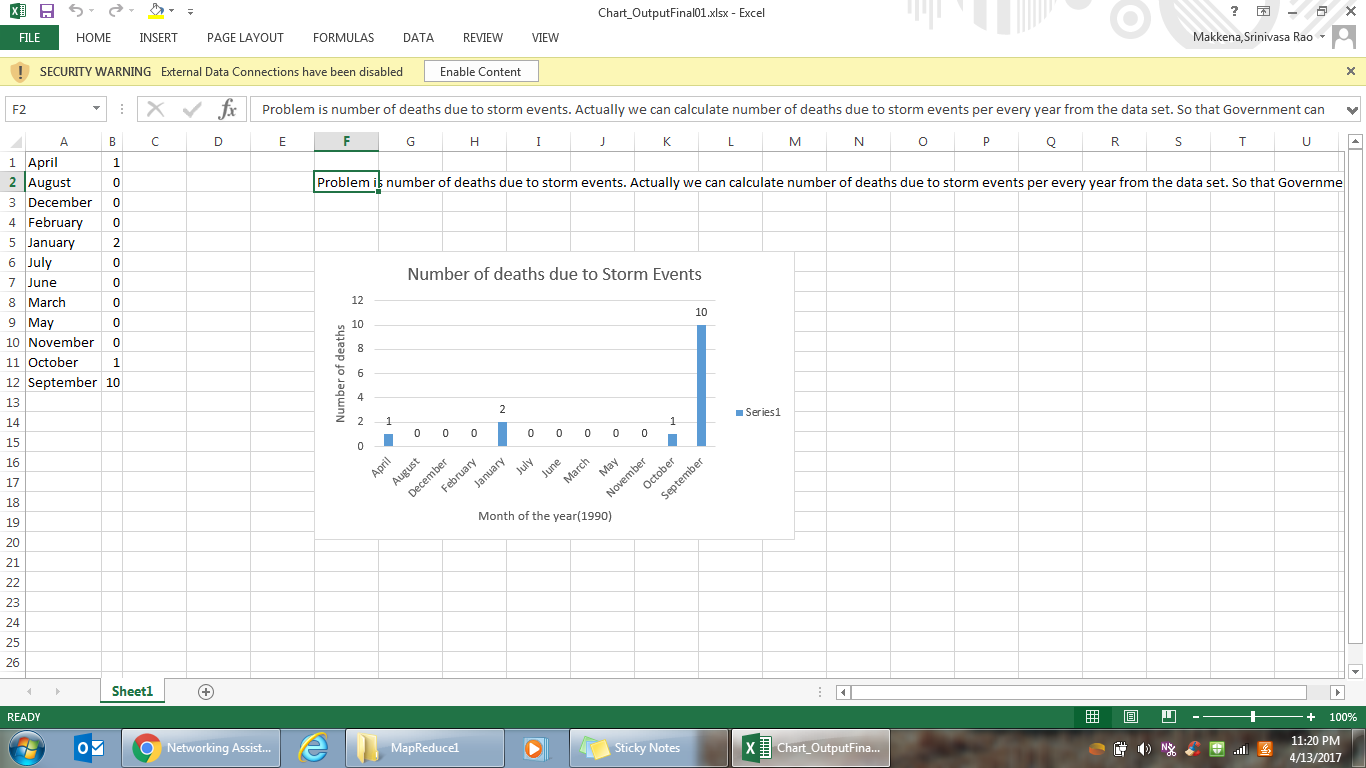 Chart_OutputFinal01.xlsx - Excel
?
FILE HOME INSERT PAGE LAYOUT FORMULAS DATA REVIEW VIEW
Makkena,Srinivasa Rao
SECURITY WARNING External Data Connections have been disabled Enable Content
F2 fx Problem is number of deaths due to storm events. Actually we can calculate number of deaths due to storm events per every year from the data set. So that Government can
A B C D E F G H I J K L M N O P Q R S T U
1 April 1
2 August 0 Problem is number of deaths due to storm events. Actually we can calculate number of deaths due to storm events per every year from the data set. So that Governme
3 December 0
4 February 0
5 January 2
6 July 0
7 June 0
8 March 0
9 May 0
10 November 0
11 October 1
12 September 10
13
14
15
16
17
18
19
20
21
22
23
24
25
26
Number of deaths due to Storm Events
Number of deaths
12
10
8
6
4
2
0
1 0 0 0 2 0 0 0 0 0 1 10
April August December February January July June March May November October September
Month of the year(1990)
Series1
Sheet1
READY
100%
Networking Assist... MapReduce1 Sticky Notes Chart_OutputFina...
11:20 PM
4/13/2017